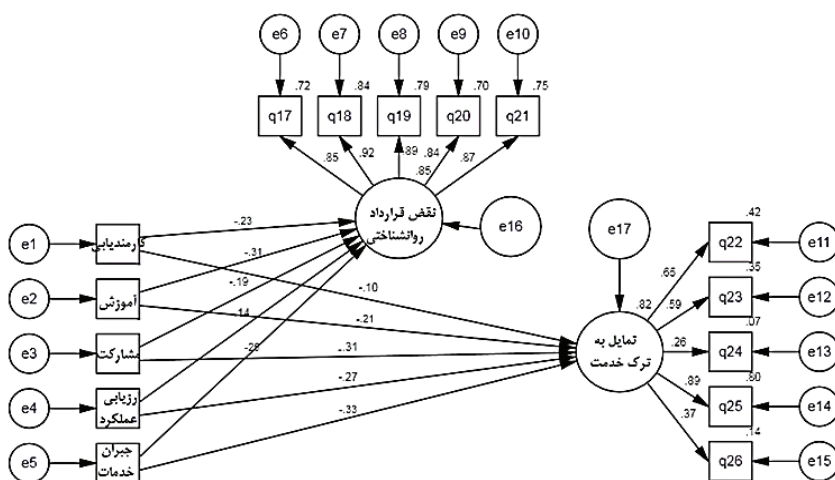 e6 e7 e8 e9 e10
.72 .84 .79 .70 .75
q17 q18 q19 q20 q21
.85 .92 .89 .84 .87
.85
نقض قرارداد
روانشناختی
e16
e17
e1 کارمندیابی
e2 آموزش
e3 مشارکت
e4 ارزیابی
عملکرد
e5 جبران
خدمات
-.23
-.31
-.19
-.10
-.21
-.31
-.27
-.33
.82
تمایل به
ترک خدمت
.42
.65 q22 e11
.35
.59 q23 e12
.07
.26 q24 e13
.80
.89 q25 e14
.14
.37 q26 e15